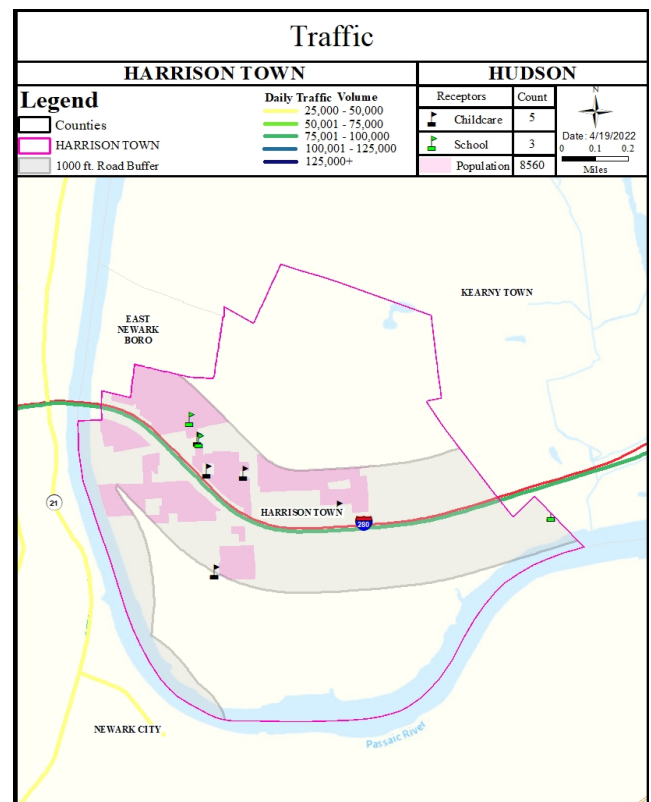 Traffic
HARRISON TOWN
HUDSON
Legend
Counties
HARRISON TOWN
1000 ft. Road Buffer
Daily Traffic Volume
25,000 - 50,000
50,001 - 75,000
75,001 - 100,000
100,001 - 125,000
125,000+
Receptors Count
Childcare 5
School 3
Population 8560
N
Date: 4/19/2022
0 0.1 0.2
Miles
KEARNY TOWN
EAST
NEWARK
BORO
21
HARRISON TOWN
280
NEWARK CITY
Passaic River